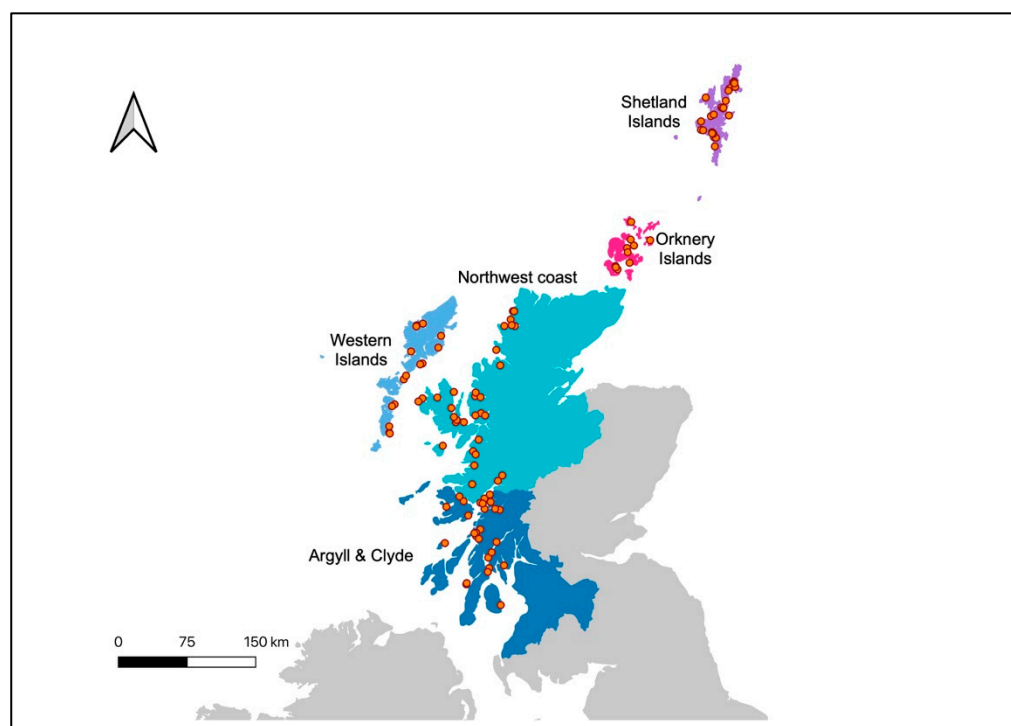 Shetland
Islands
Orknery
Islands
Northwest coast
Western
Islands
Argyll & Clyde
0 75 150 km